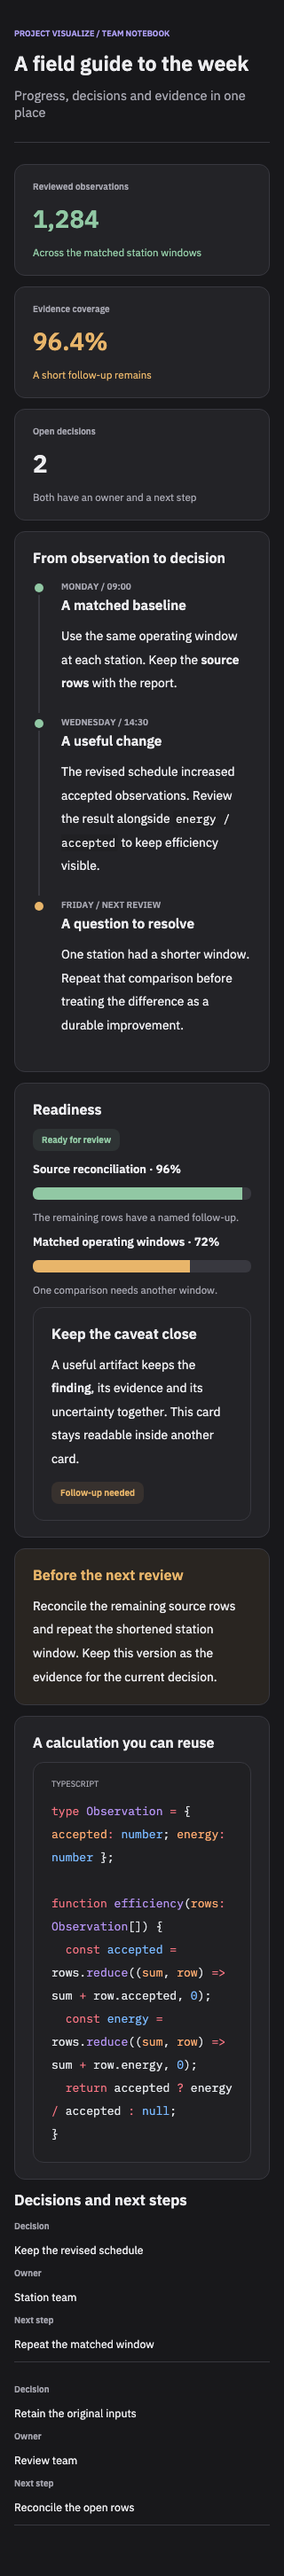 PROJECT VISUALIZE / TEAM NOTEBOOK
A field guide to the week
Progress, decisions and evidence in one
place
Reviewed observations
1,284
Across the matched station windows
Evidence coverage
96.4%
A short follow-up remains
Open decisions
2
Both have an owner and a next step
From observation to decision
MONDAY / 09:00
A matched baseline
Use the same operating window
at each station. Keep the source
rows with the report.
WEDNESDAY / 14:30
A useful change
The revised schedule increased
accepted observations. Review
the result alongside energy /
accepted to keep efficiency
visible.
FRIDAY / NEXT REVIEW
A question to resolve
One station had a shorter window.
Repeat that comparison before
treating the difference as a
durable improvement.
Readiness
Ready for review
Source reconciliation · 96%
The remaining rows have a named follow-up.
Matched operating windows · 72%
One comparison needs another window.
Keep the caveat close
A useful artifact keeps the
finding, its evidence and its
uncertainty together. This card
stays readable inside another
card.
Follow-up needed
Before the next review
Reconcile the remaining source rows
and repeat the shortened station
window. Keep this version as the
evidence for the current decision.
A calculation you can reuse
TYPESCRIPT
type Observation = {
accepted: number; energy:
number };
function efficiency(rows:
Observation[]) {
  const accepted =
rows.reduce((sum, row) =>
sum + row.accepted, 0);
  const energy =
rows.reduce((sum, row) =>
sum + row.energy, 0);
  return accepted ? energy
/ accepted : null;
}
Decisions and next steps
Decision
Keep the revised schedule
Owner
Station team
Next step
Repeat the matched window
Decision
Retain the original inputs
Owner
Review team
Next step
Reconcile the open rows